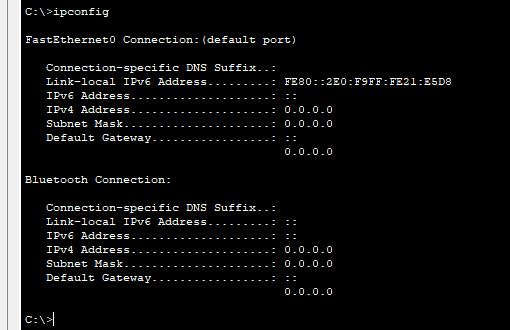 C:\>ipconfig
FastEthernet0 Connection:(default port)
Connection-specific DNS Suffix..:
Link-local IPv6 Address.........: FE80::2E0:F9FF:FE21:E5D8
IPv6 Address....................: ::
IPv4 Address....................: 0.0.0.0
Subnet Mask.....................: 0.0.0.0
Default Gateway.................: ::
0.0.0.0
Bluetooth Connection:
Connection-specific DNS Suffix..:
Link-local IPv6 Address.........: ::
IPv6 Address....................: ::
IPv4 Address....................: 0.0.0.0
Subnet Mask.....................: 0.0.0.0
Default Gateway.................: ::
0.0.0.0
C:\>